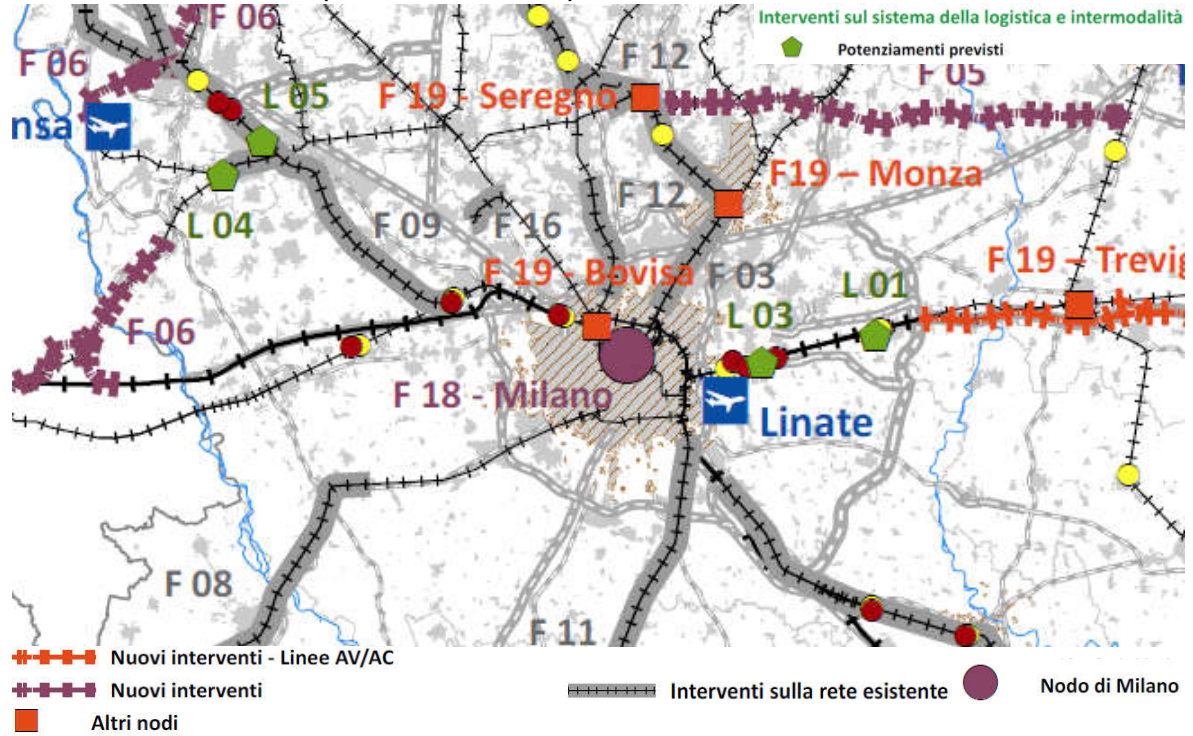 Interventi sul sistema della logistica e intermodalità
Potenziamenti previsti
F 06
F 06
F 12
F 05
L 05
F 19 - Seregno
nsa
F 12
F19 – Monza
L 04
F 09
F 16
F 19 - Bovisa
F 03
L 01
F 19 – Trevig
L 03
F 06
F 18 - Milano
Linate
F 08
F 11
Nuovi interventi - Linee AV/AC
Nuovi interventi
Interventi sulla rete esistente
Nodo di Milano
Altri nodi